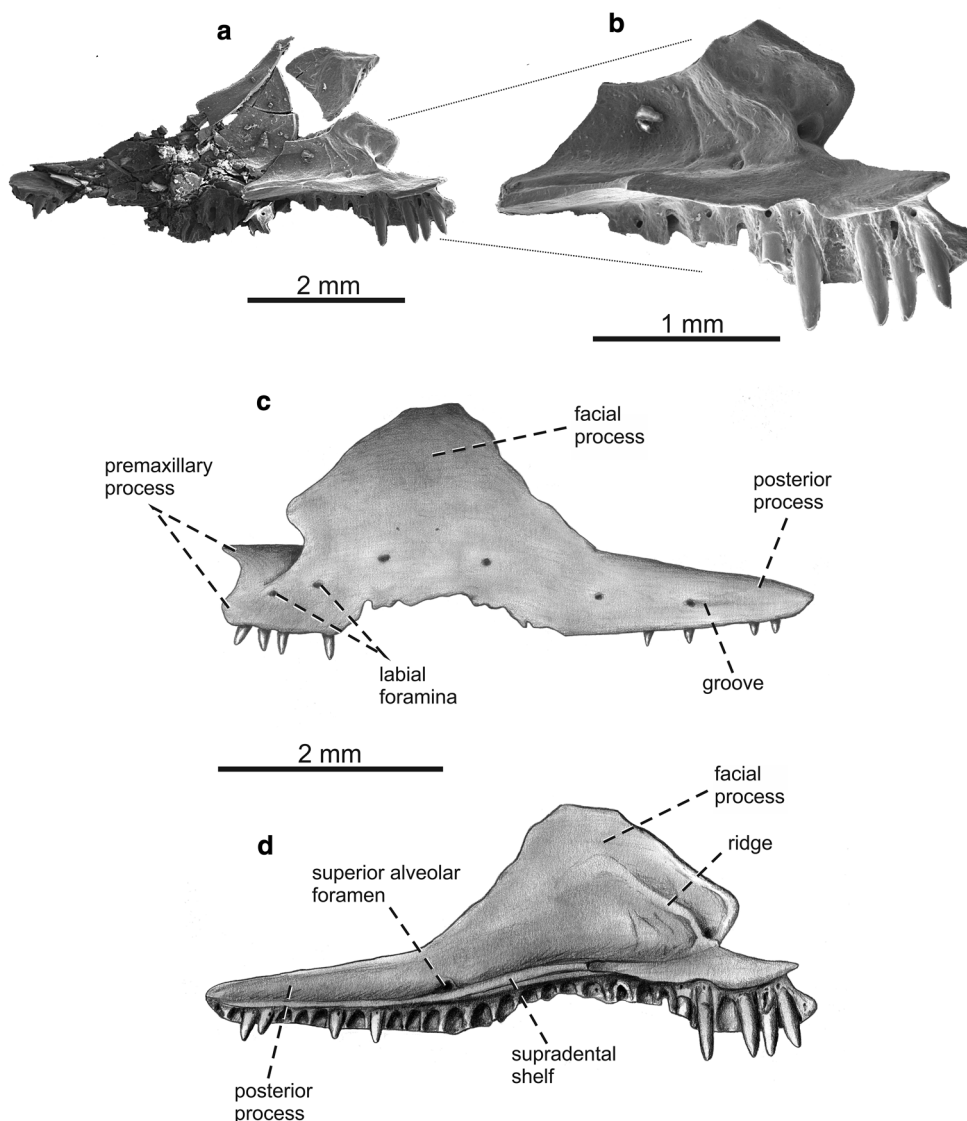 a
b
2 mm
1 mm
c
facial
process
premaxillary
process
posterior
process
labial
foramina
groove
2 mm
facial
process
d
ridge
superior alveolar
foramen
supradental
shelf
posterior
process